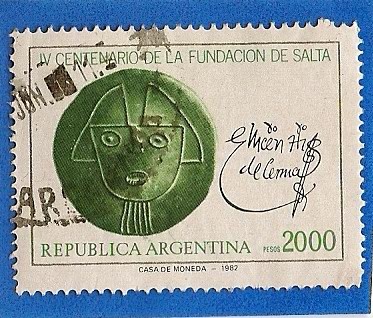 IV CENTENARIO DE LA FUNDACION DE SALTA
REPUBLICA ARGENTINA PESOS 2000
CASA DE MONEDA - 1982